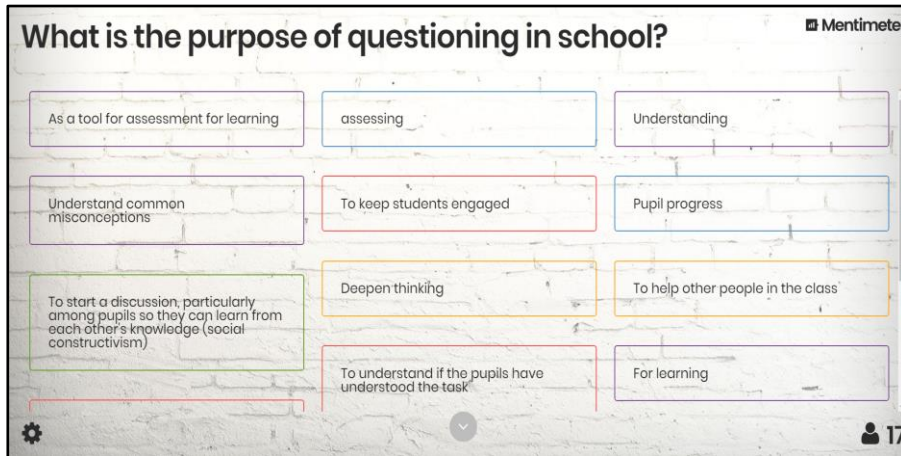 What is the purpose of questioning in school?
Mentimete
As a tool for assessment for learning
assessing
Understanding
Understand common
misconceptions
To keep students engaged
Pupil progress
To start a discussion, particularly
among pupils so they can learn from
each other's knowledge (social
constructivism)
Deepen thinking
To help other people in the class
To understand if the pupils have
understood the task
For learning
17